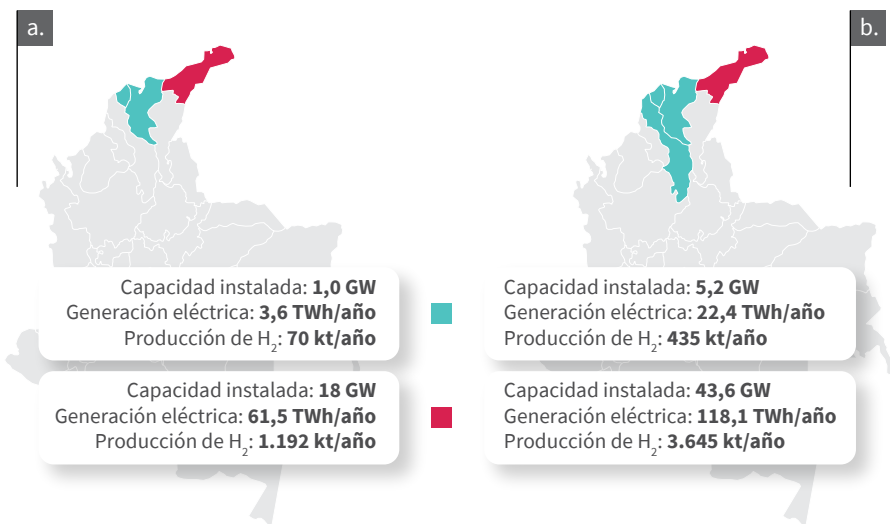 a.
b.
Capacidad instalada: 1,0 GW
Generación eléctrica: 3,6 TWh/año
Producción de H₂: 70 kt/año
Capacidad instalada: 5,2 GW
Generación eléctrica: 22,4 TWh/año
Producción de H₂: 435 kt/año
Capacidad instalada: 18 GW
Generación eléctrica: 61,5 TWh/año
Producción de H₂: 1.192 kt/año
Capacidad instalada: 43,6 GW
Generación eléctrica: 118,1 TWh/año
Producción de H₂: 3.645 kt/año